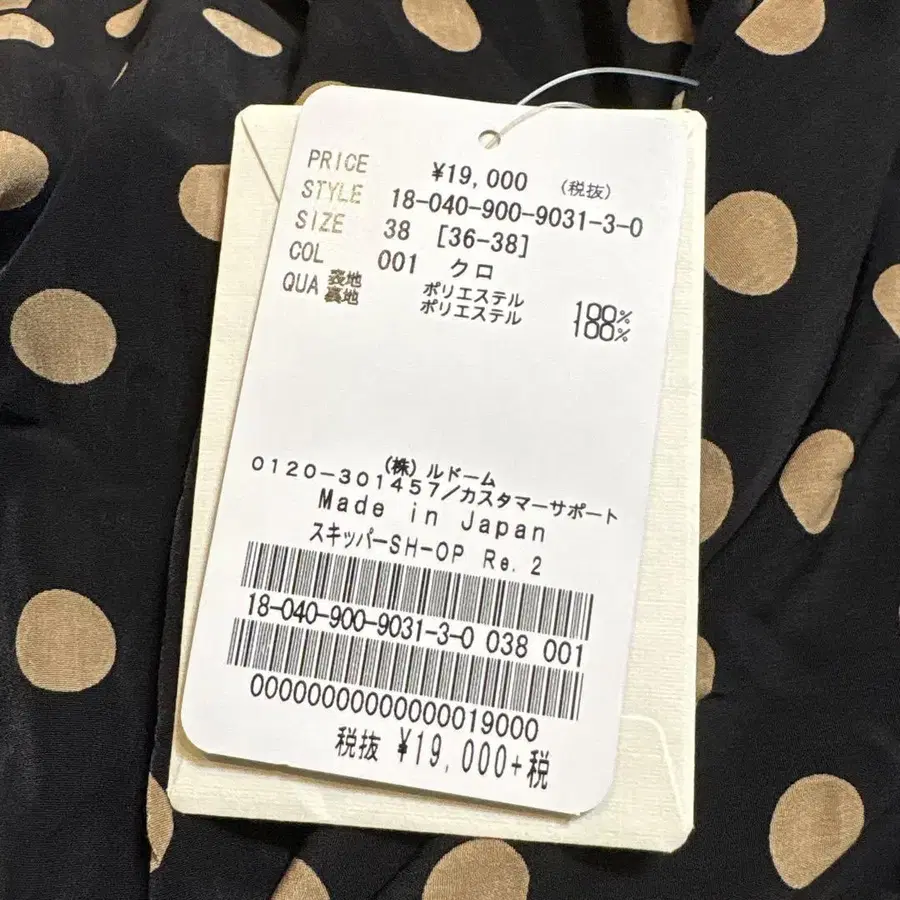 PRICE ¥19,000 (税抜)
STYLE 18-040-900-9031-3-0
SIZE 38 [36-38]
COL 001 クロ
QUA 表地 ポリエステル 100%
裏地 ポリエステル 100%
(株)ルドーム
0120-301457/カスタマーサポート
Made in Japan
スキッパーSH-OP Re.2
18-040-900-9031-3-0 038 001
0000000000000019000
税抜 ¥19,000+税